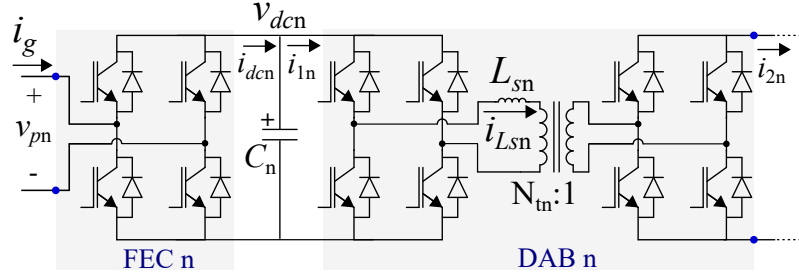 v_dcn
i_g
i_dcn
i_1n
i_2n
L_sn
+
+
i_Lsn
v_pn
C_n
-
N_tn:1
FEC n
DAB n